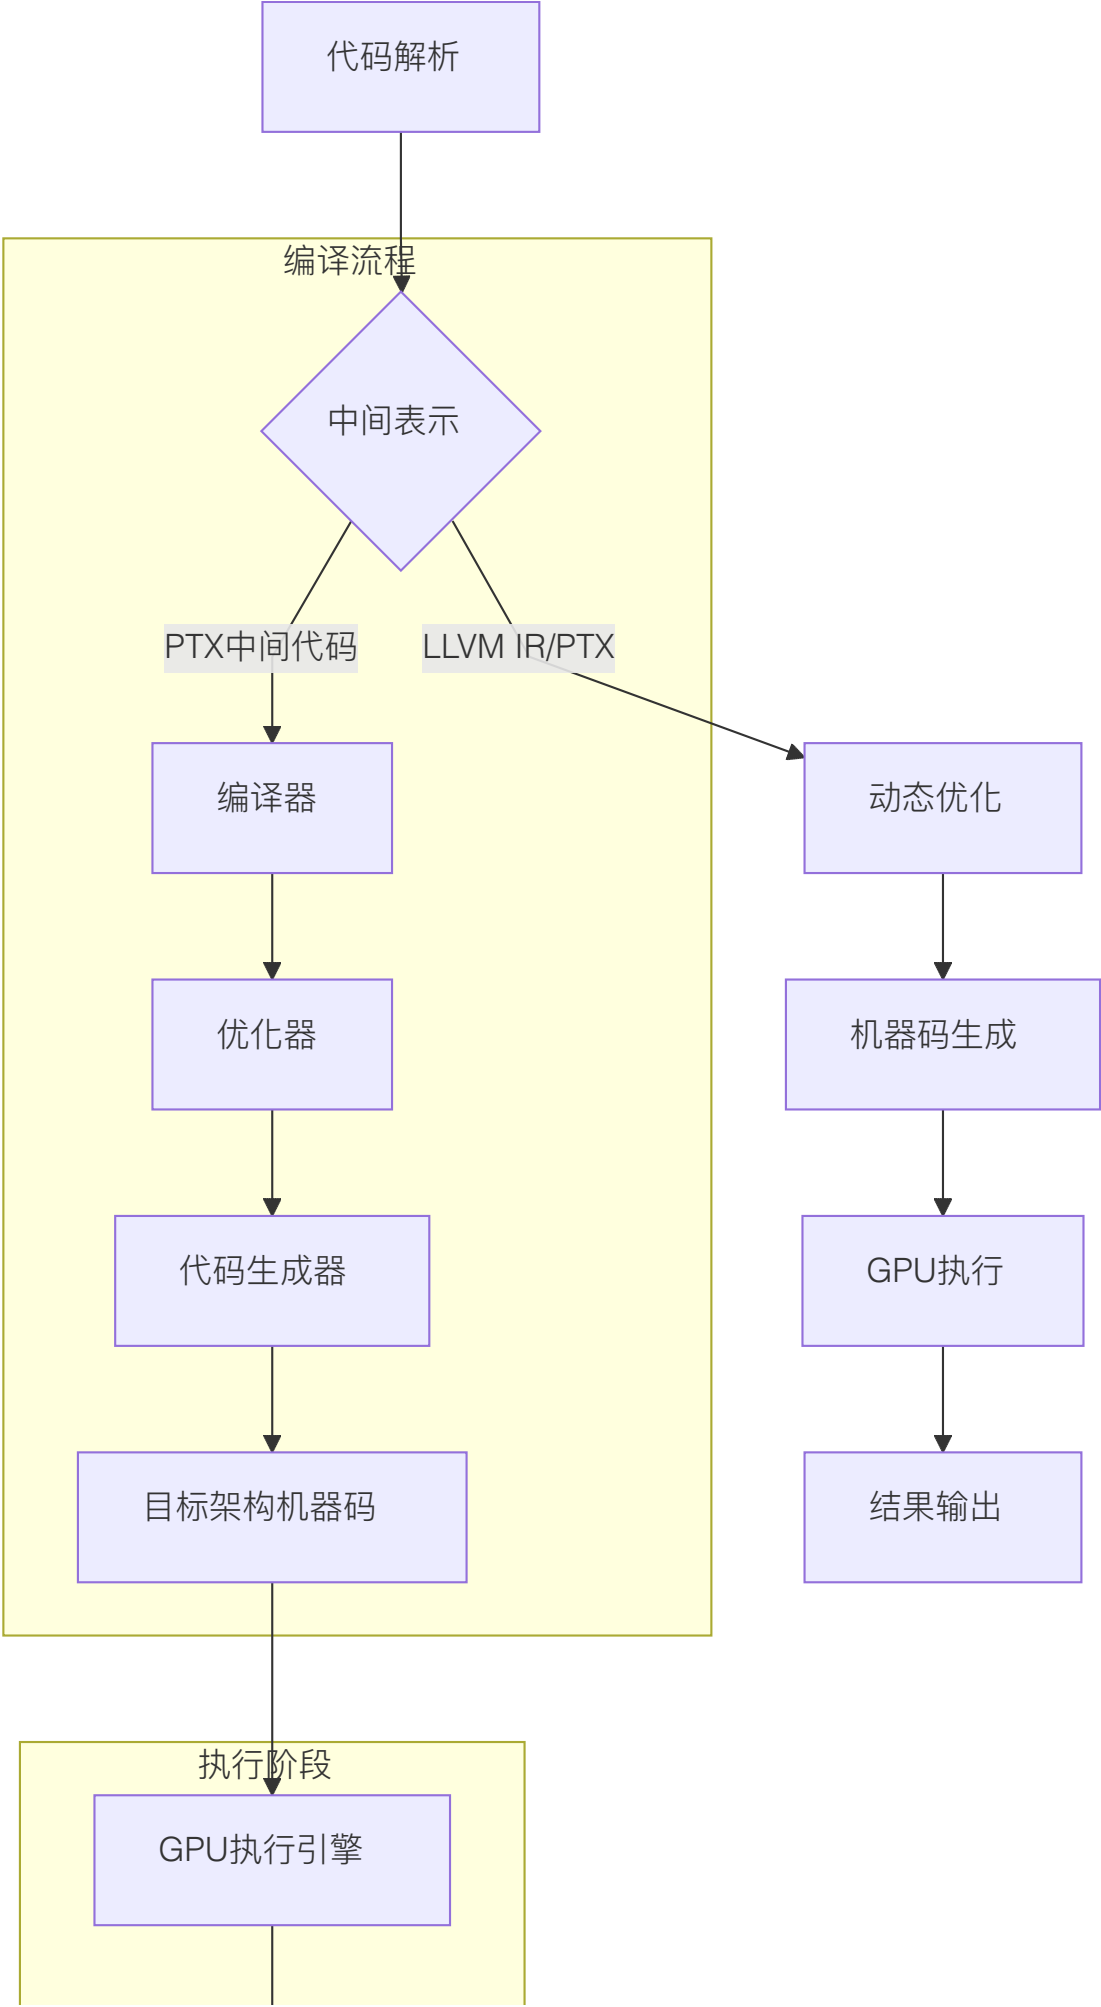 代码解析
编译流程
中间表示
PTX中间代码
LLVM IR/PTX
编译器
动态优化
优化器
机器码生成
代码生成器
GPU执行
目标架构机器码
结果输出
执行阶段
GPU执行引擎